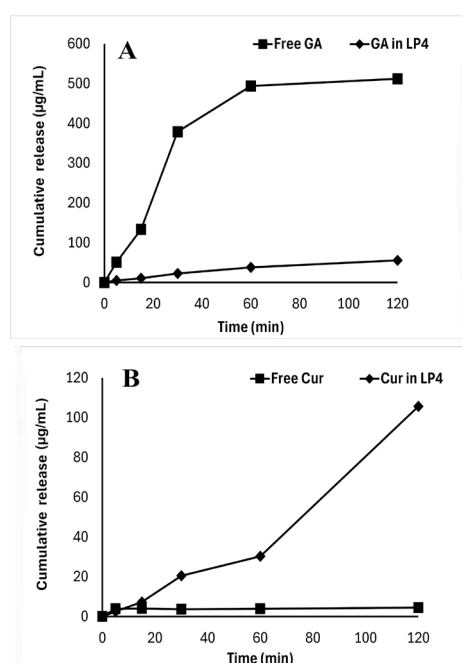 A
Free GA GA in LP4
Cumulative release (µg/mL)
600
500
400
300
200
100
0
0 20 40 60 80 100 120
Time (min)
B
Free Cur Cur in LP4
Cumulative release (µg/mL)
120
100
80
60
40
20
0
0 20 40 60 80 100 120
Time (min)